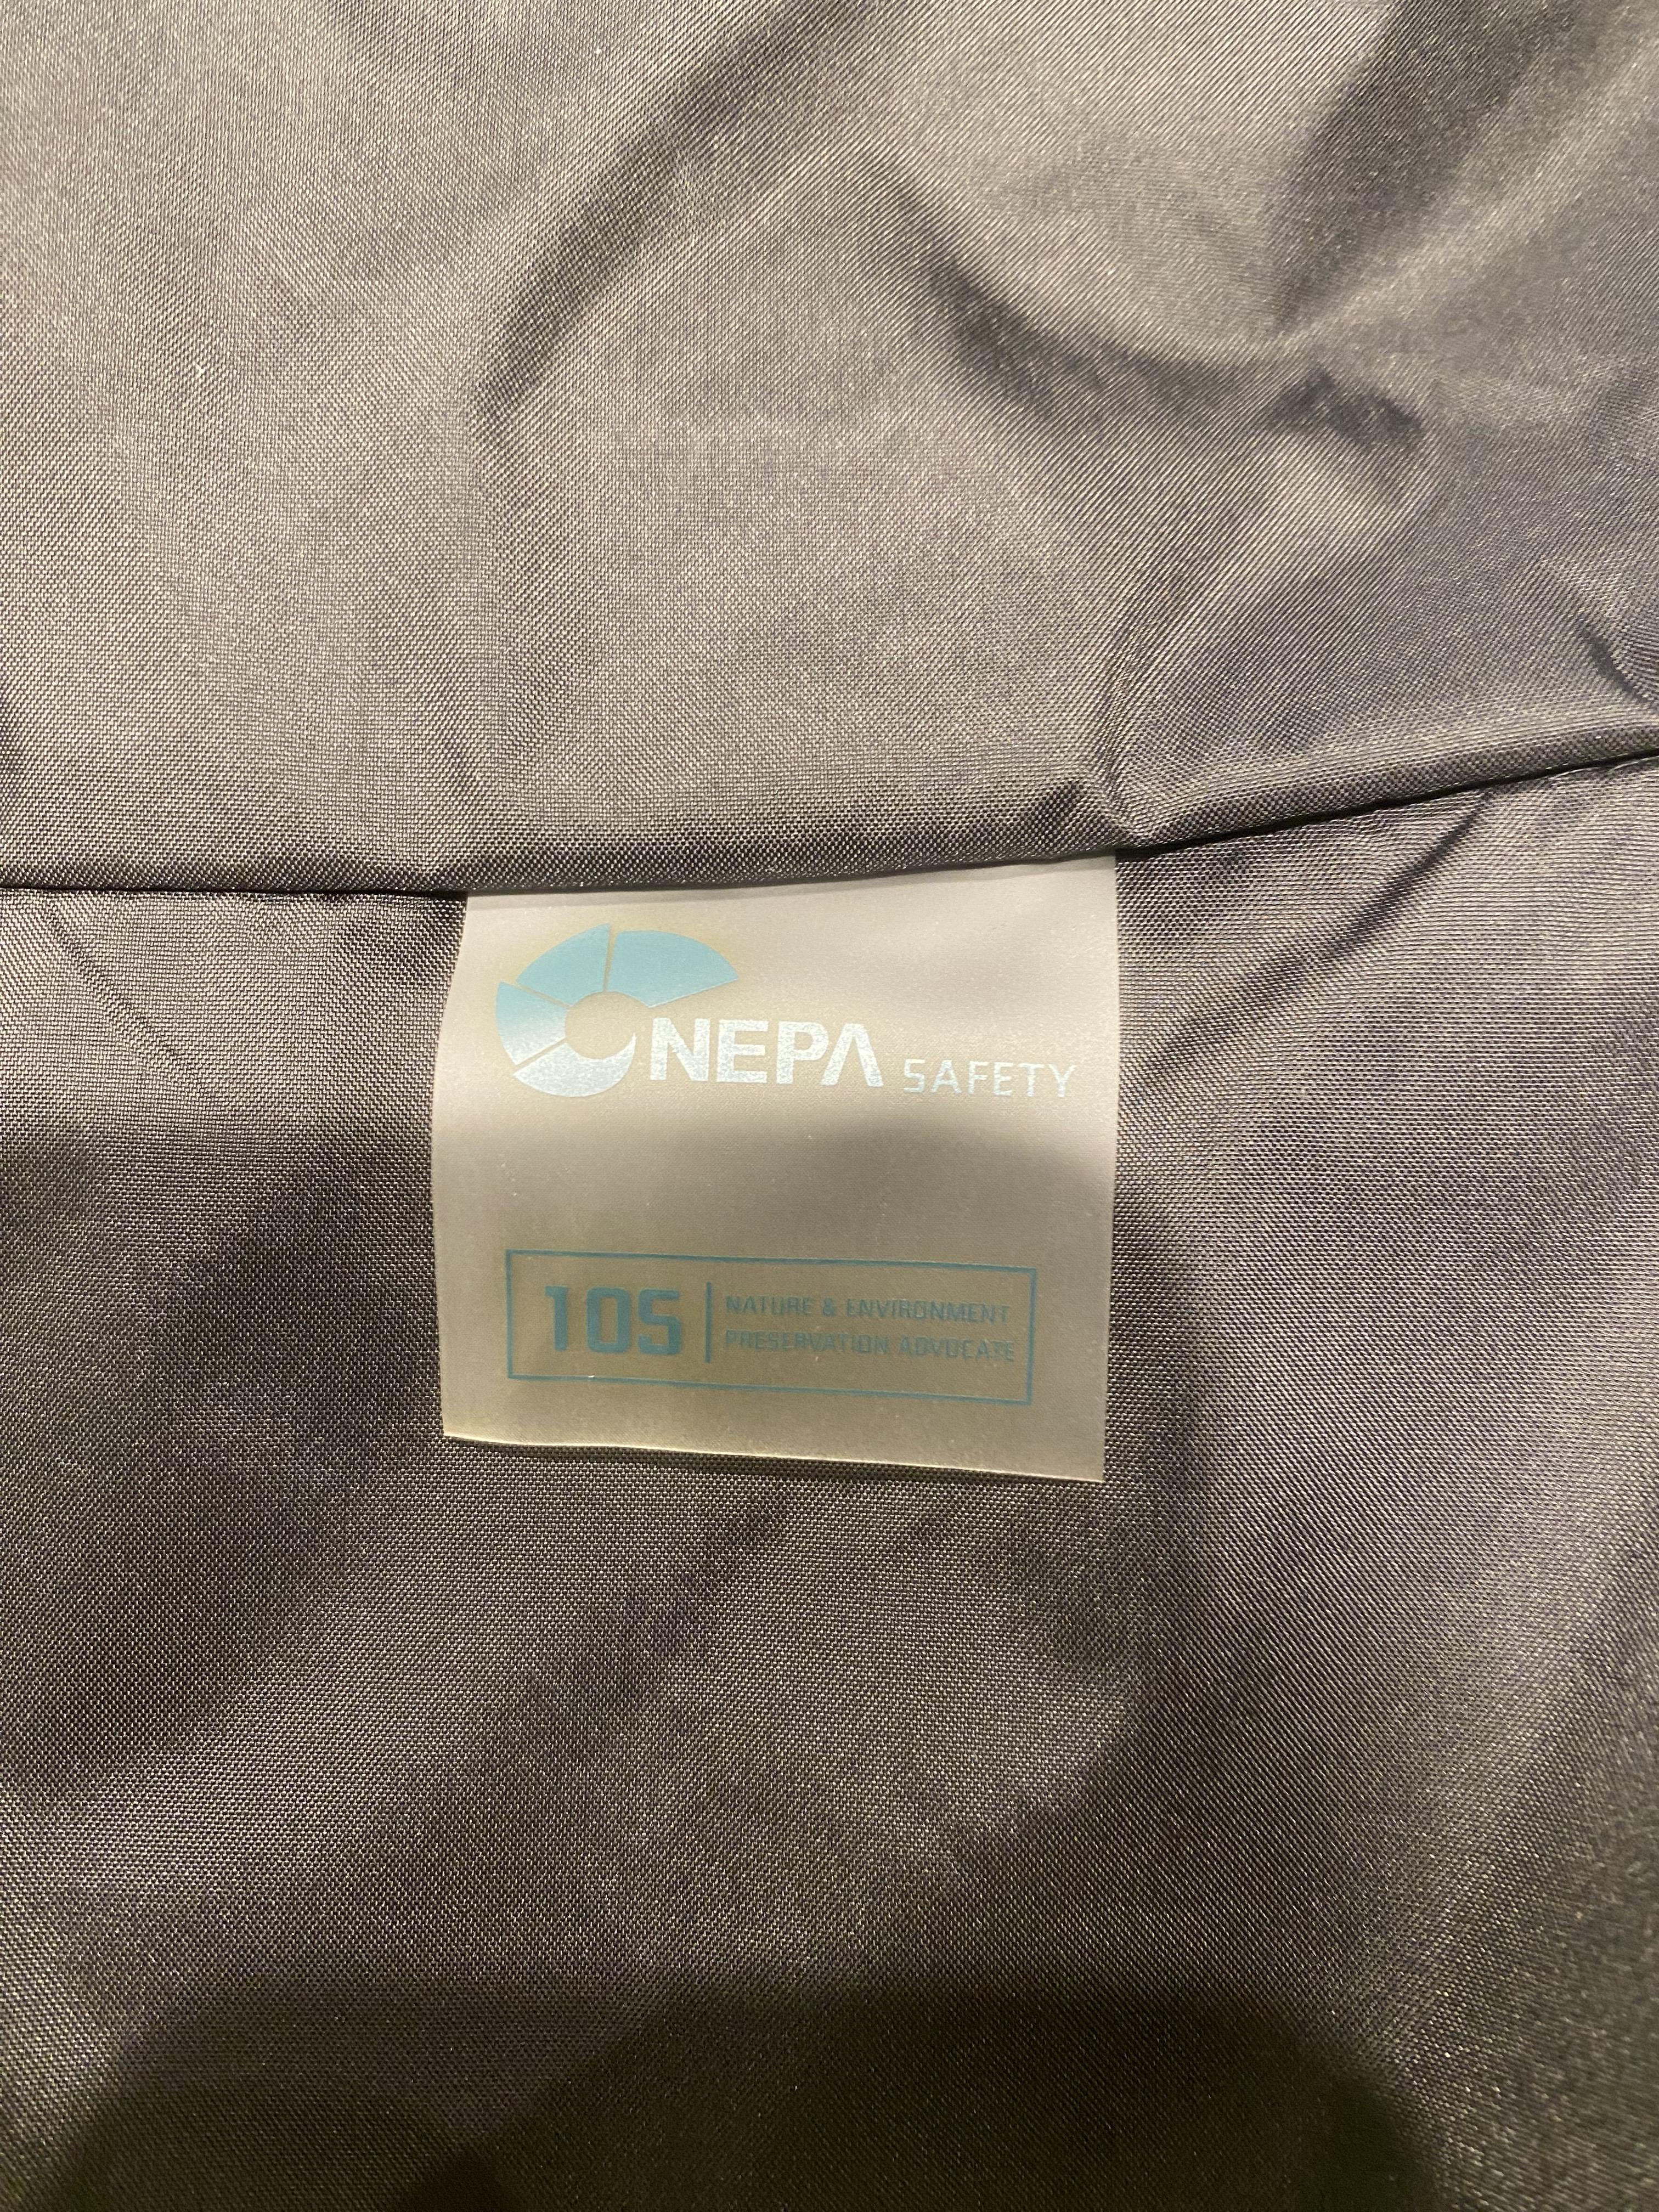 NEPA SAFETY
105
NATURE & ENVIRONMENT
PRESERVATION ADVOCATE